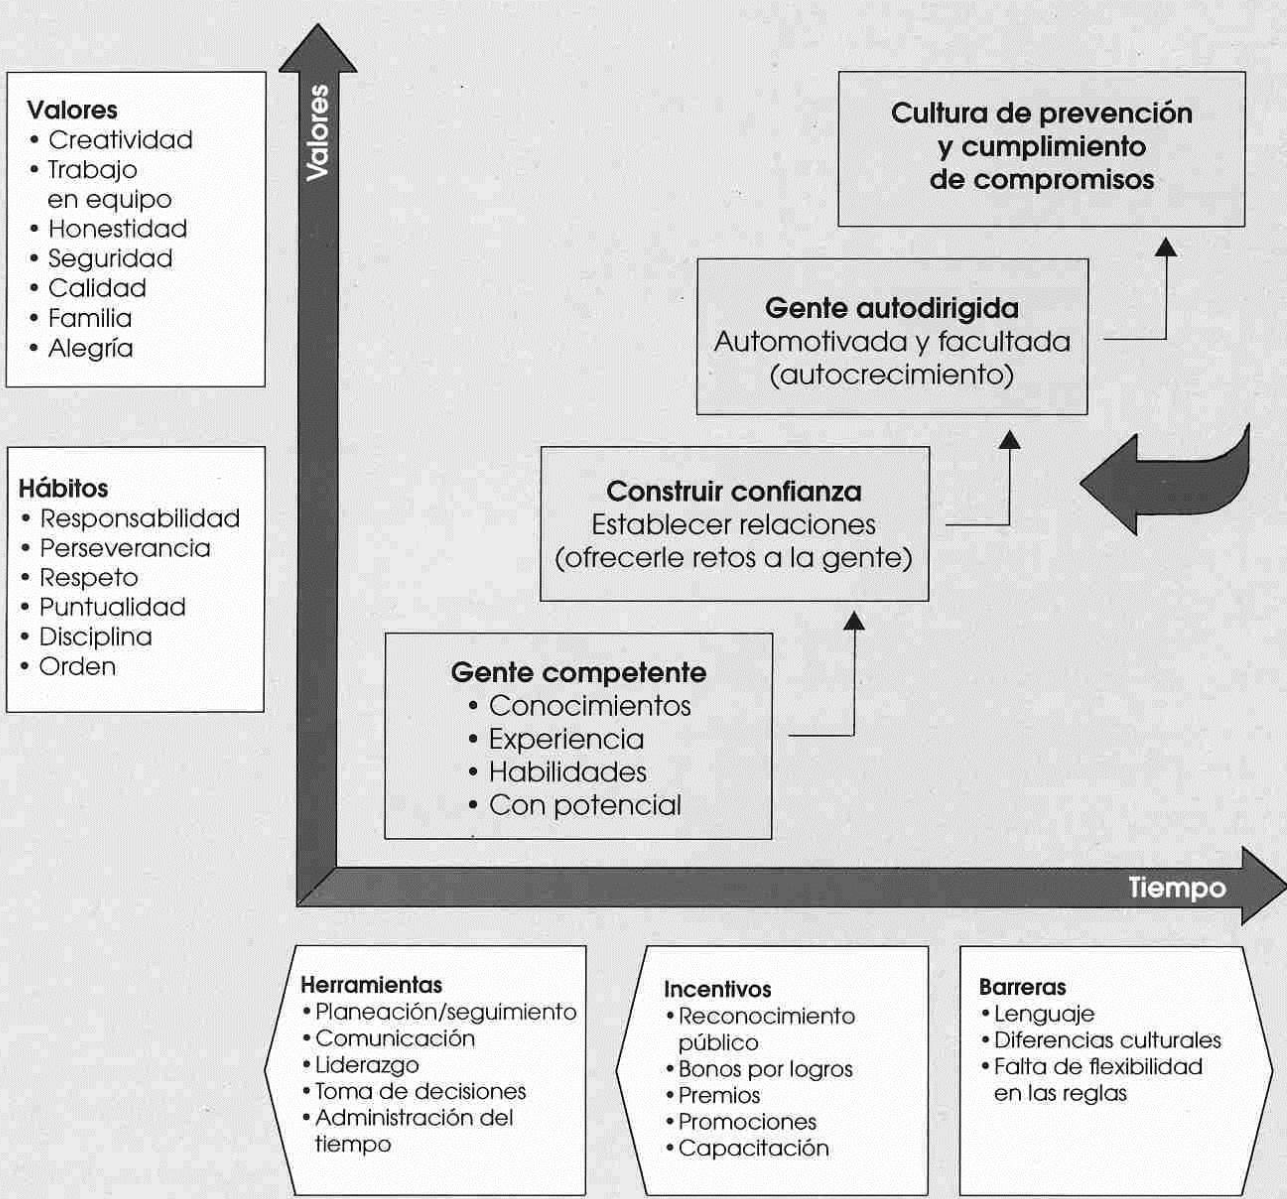 Valores
• Creatividad
• Trabajo
en equipo
• Honestidad
• Seguridad
• Calidad
• Familia
• Alegría
Hábitos
• Responsabilidad
• Perseverancia
• Respeto
• Puntualidad
• Disciplina
• Orden
Valores
Cultura de prevención
y cumplimiento
de compromisos
Gente autodirigida
Automotivada y facultada
(autocrecimiento)
Construir confianza
Establecer relaciones
(ofrecerle retos a la gente)
Gente competente
• Conocimientos
• Experiencia
• Habilidades
• Con potencial
Tiempo
Herramientas
• Planeación/seguimiento
• Comunicación
• Liderazgo
• Toma de decisiones
• Administración del
tiempo
Incentivos
• Reconocimiento
público
• Bonos por logros
• Premios
• Promociones
• Capacitación
Barreras
• Lenguaje
• Diferencias culturales
• Falta de flexibilidad
en las reglas